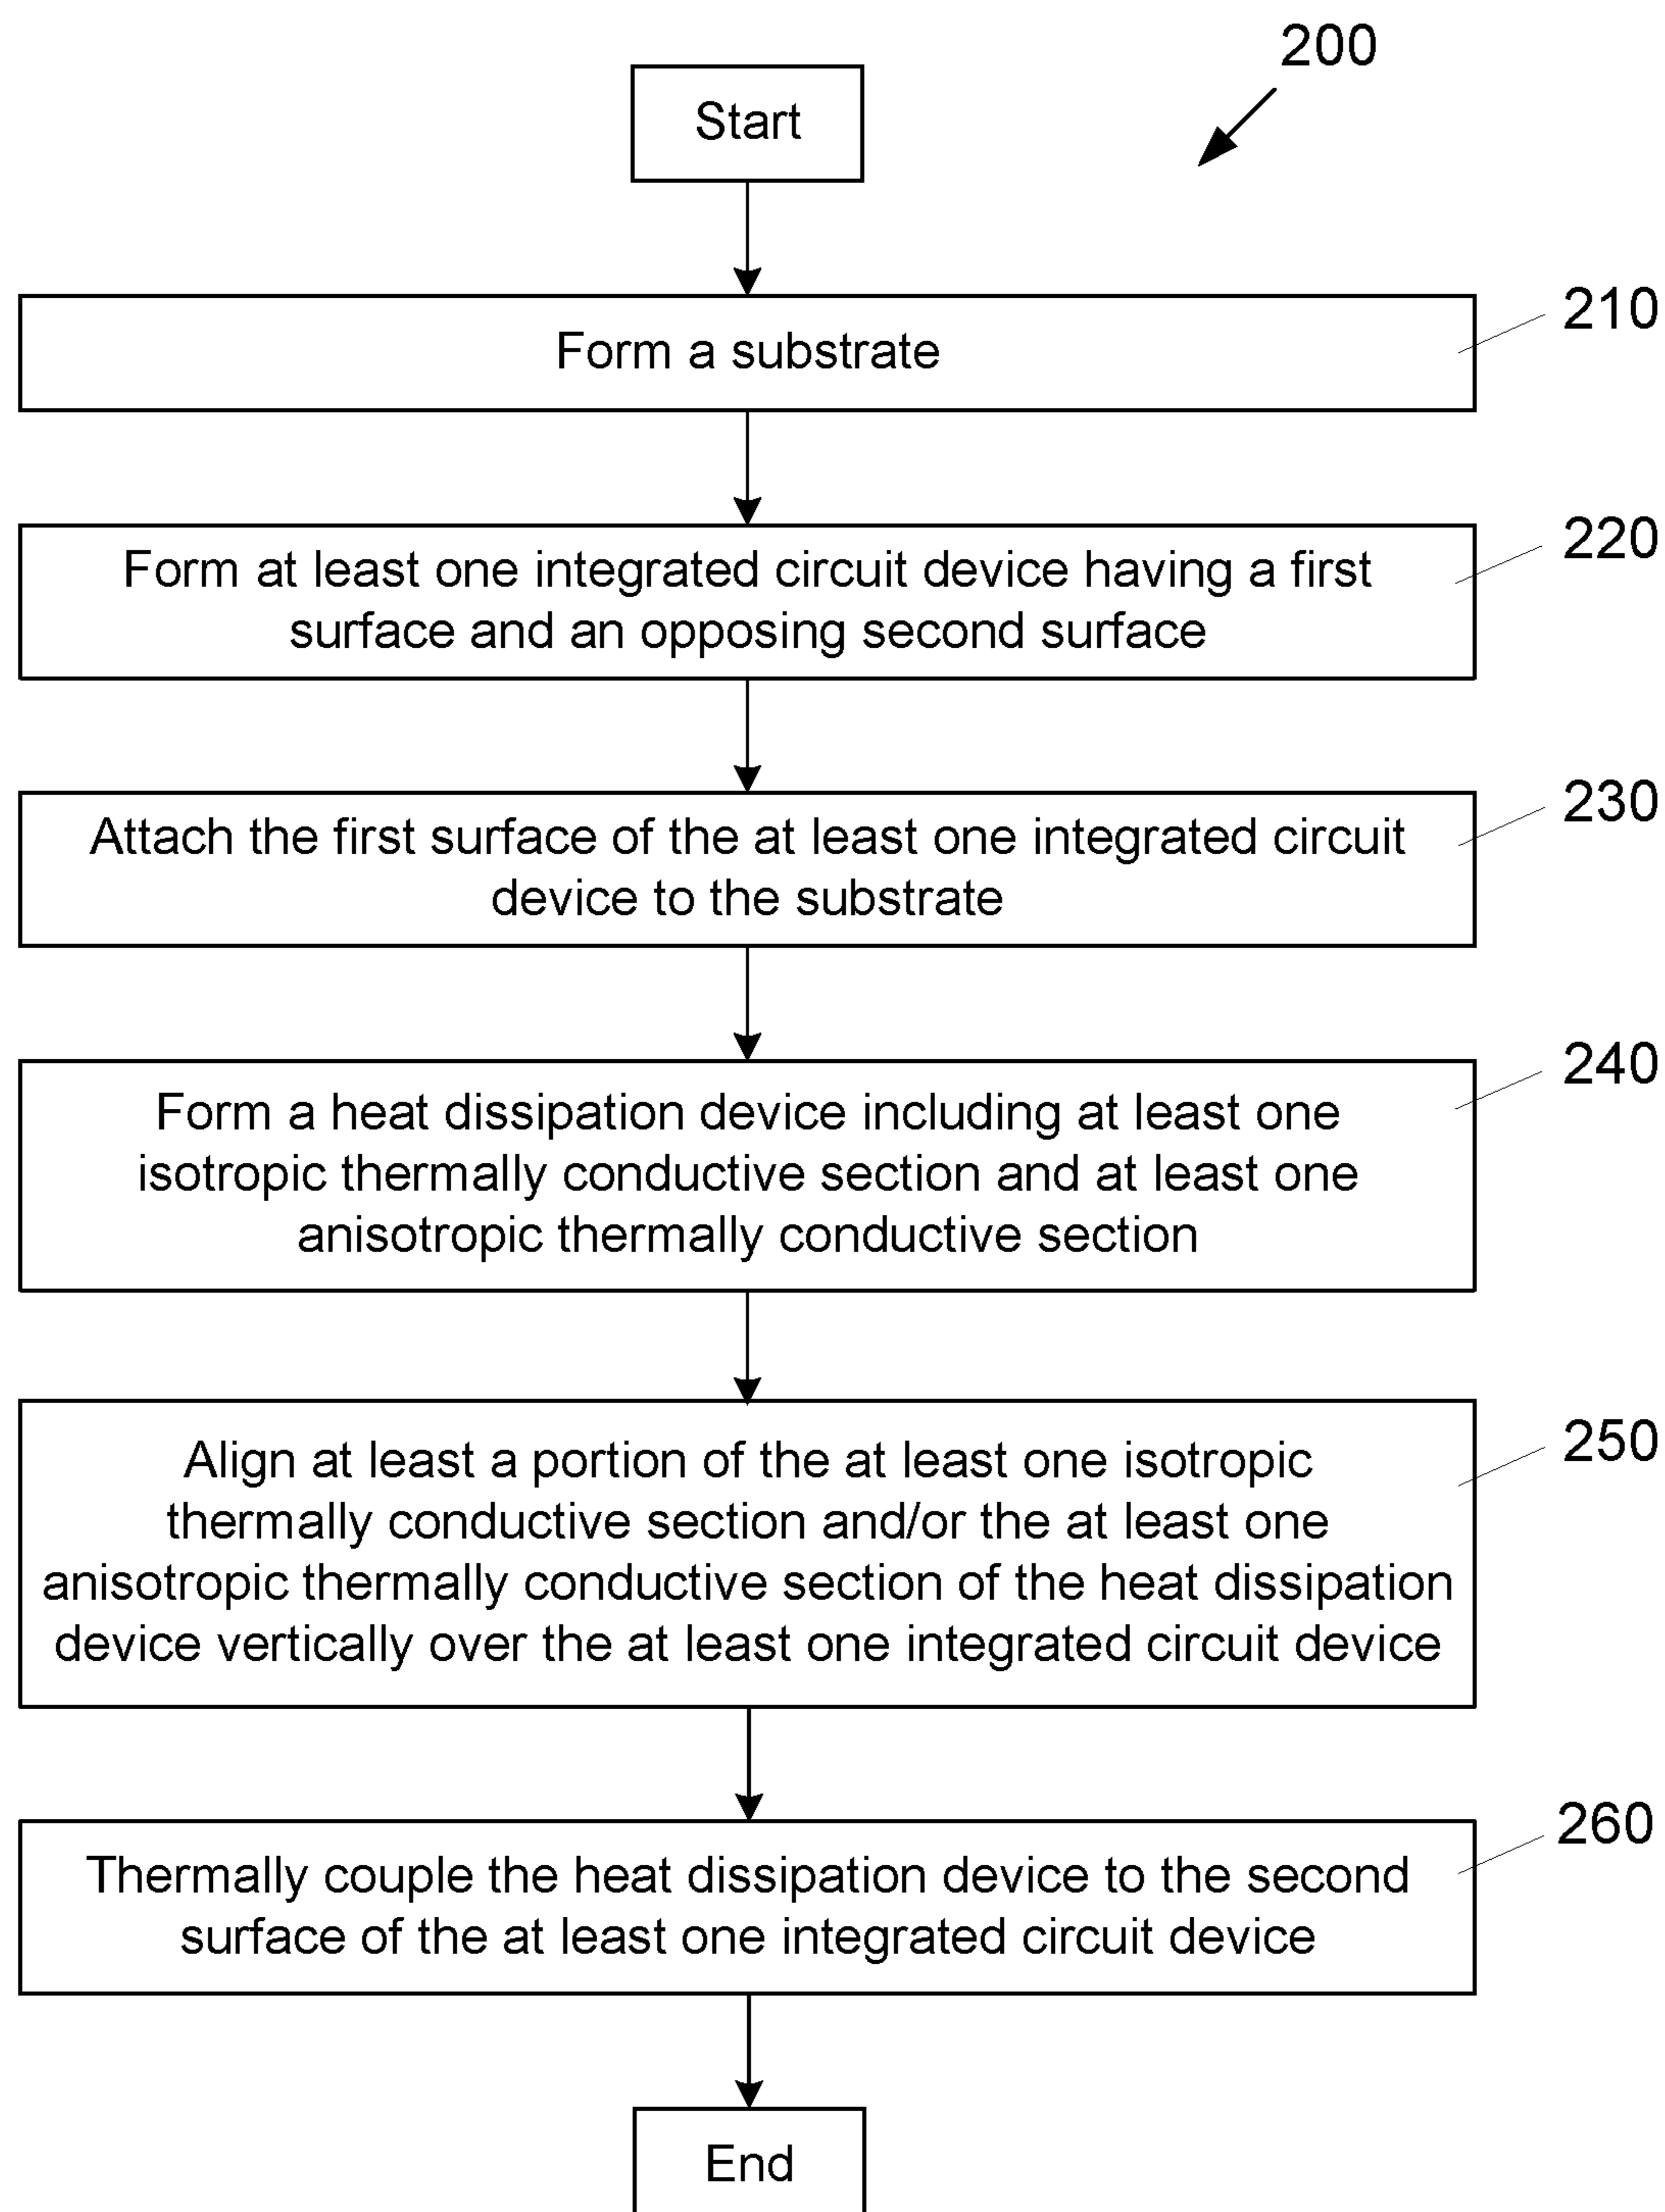 200
Start
210
Form a substrate
220
Form at least one integrated circuit device having a first
surface and an opposing second surface
230
Attach the first surface of the at least one integrated circuit
device to the substrate
240
Form a heat dissipation device including at least one
isotropic thermally conductive section and at least one
anisotropic thermally conductive section
250
Align at least a portion of the at least one isotropic
thermally conductive section and/or the at least one
anisotropic thermally conductive section of the heat dissipation
device vertically over the at least one integrated circuit device
260
Thermally couple the heat dissipation device to the second
surface of the at least one integrated circuit device
End